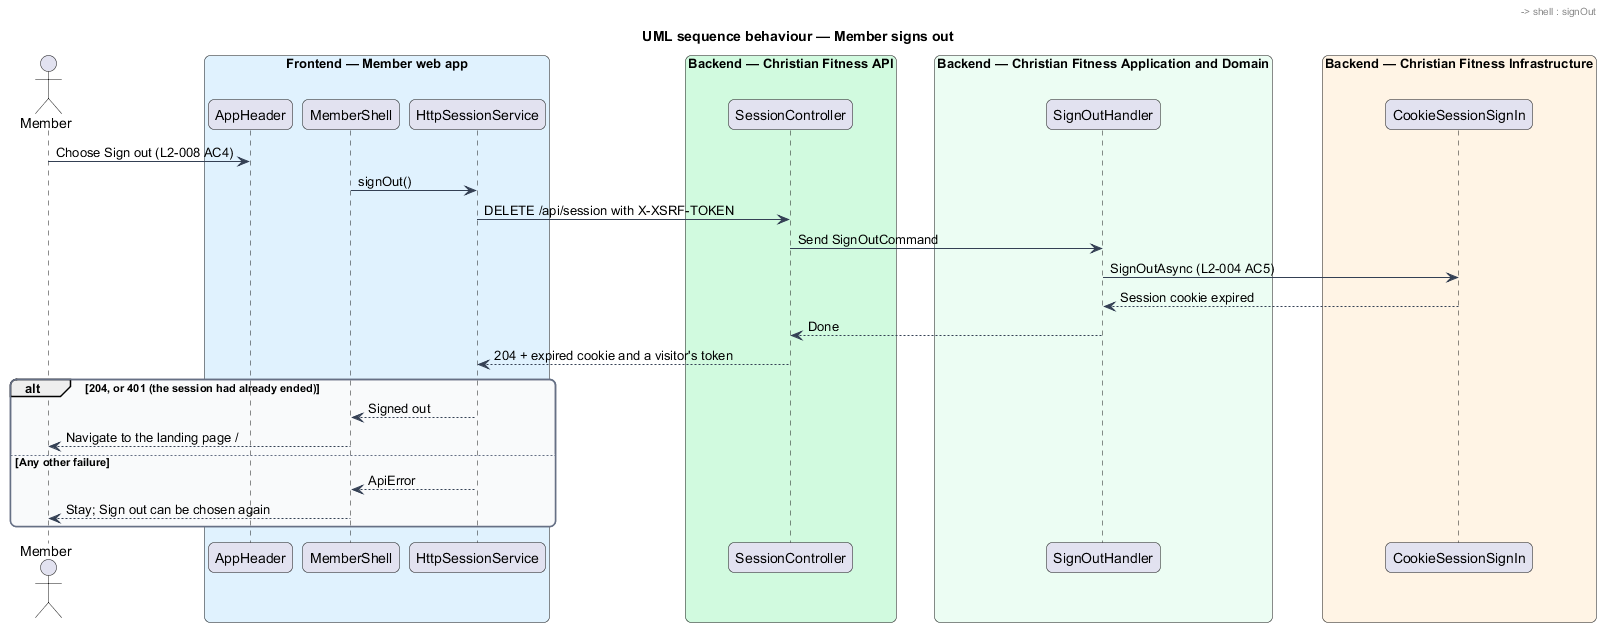 -> shell : signOut
UML sequence behaviour — Member signs out
Frontend — Member web app
Backend — Christian Fitness API
Backend — Christian Fitness Application and Domain
Backend — Christian Fitness Infrastructure
Member
AppHeader
MemberShell
HttpSessionService
SessionController
SignOutHandler
CookieSessionSignIn
Choose Sign out (L2-008 AC4)
signOut()
DELETE /api/session with X-XSRF-TOKEN
Send SignOutCommand
SignOutAsync (L2-004 AC5)
Session cookie expired
Done
204 + expired cookie and a visitor's token
alt
[204, or 401 (the session had already ended)]
Signed out
Navigate to the landing page /
[Any other failure]
ApiError
Stay; Sign out can be chosen again
Member
AppHeader
MemberShell
HttpSessionService
SessionController
SignOutHandler
CookieSessionSignIn